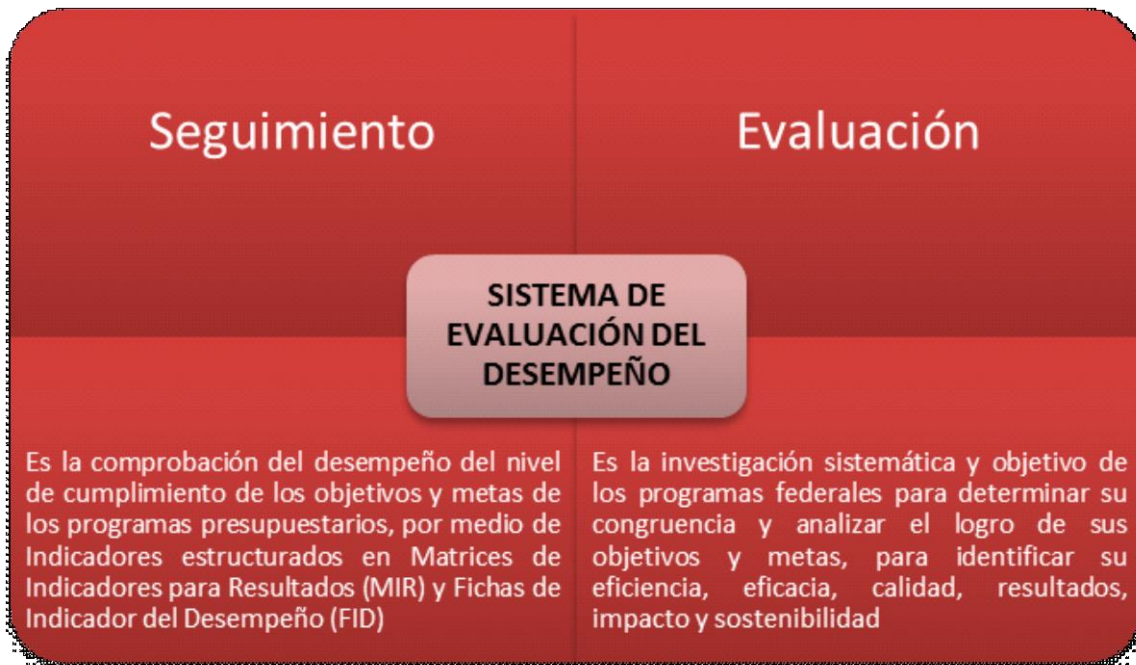 Seguimiento
Evaluación
SISTEMA DE
EVALUACIÓN DEL
DESEMPEÑO
Es la comprobación del desempeño del nivel
de cumplimiento de los objetivos y metas de
los programas presupuestarios, por medio de
Indicadores estructurados en Matrices de
Indicadores para Resultados (MIR) y Fichas de
Indicador del Desempeño (FID)
Es la investigación sistemática y objetivo de
los programas federales para determinar su
congruencia y analizar el logro de sus
objetivos y metas, para identificar su
eficiencia, eficacia, calidad, resultados,
impacto y sostenibilidad